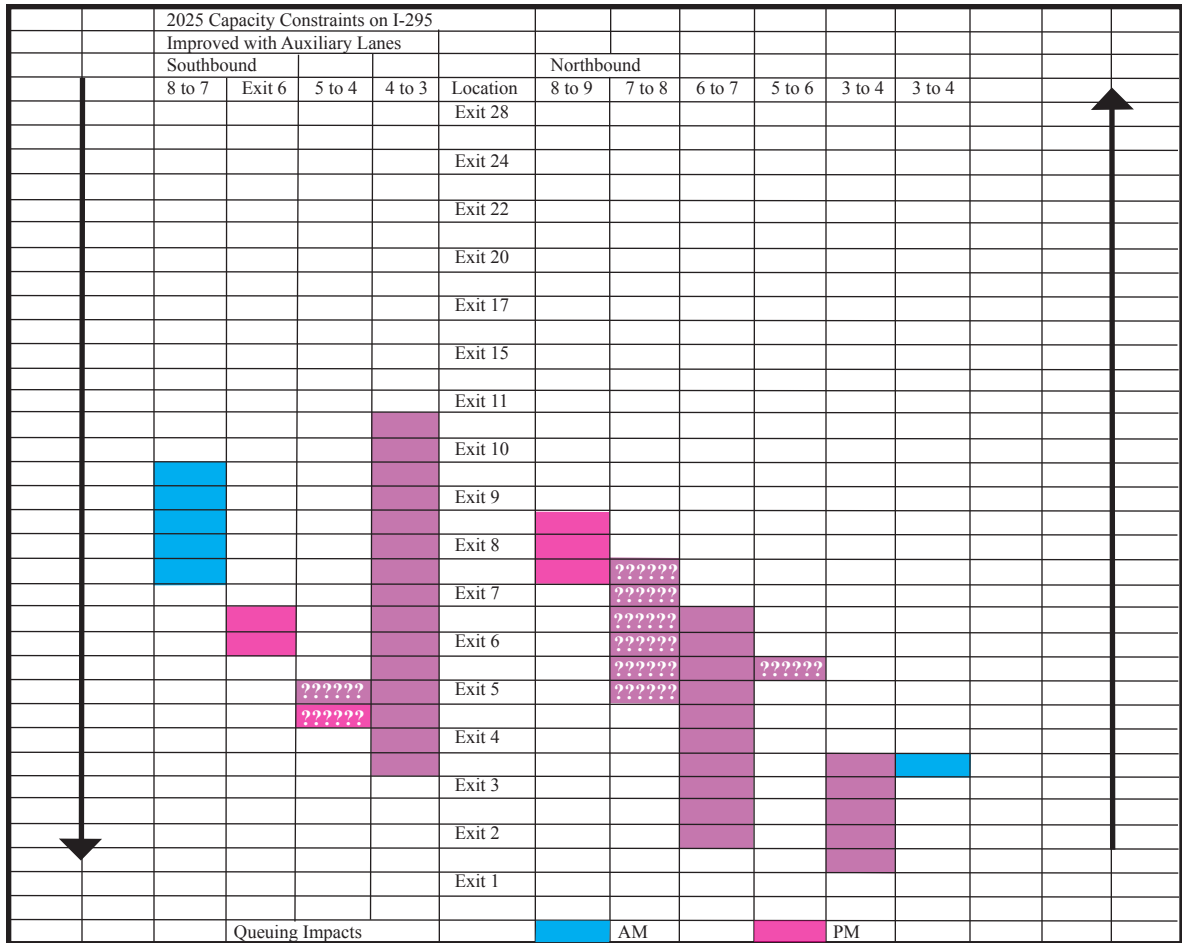 2025 Capacity Constraints on I-295
Improved with Auxiliary Lanes
Southbound Northbound
8 to 7 Exit 6 5 to 4 4 to 3 Location 8 to 9 7 to 8 6 to 7 5 to 6 3 to 4 3 to 4
Exit 28
Exit 24
Exit 22
Exit 20
Exit 17
Exit 15
Exit 11
Exit 10
Exit 9
Exit 8
??????
Exit 7 ??????
??????
Exit 6 ??????
?????? ??????
?????? Exit 5 ??????
??????
Exit 4
Exit 3
Exit 2
Exit 1
Queuing Impacts AM PM